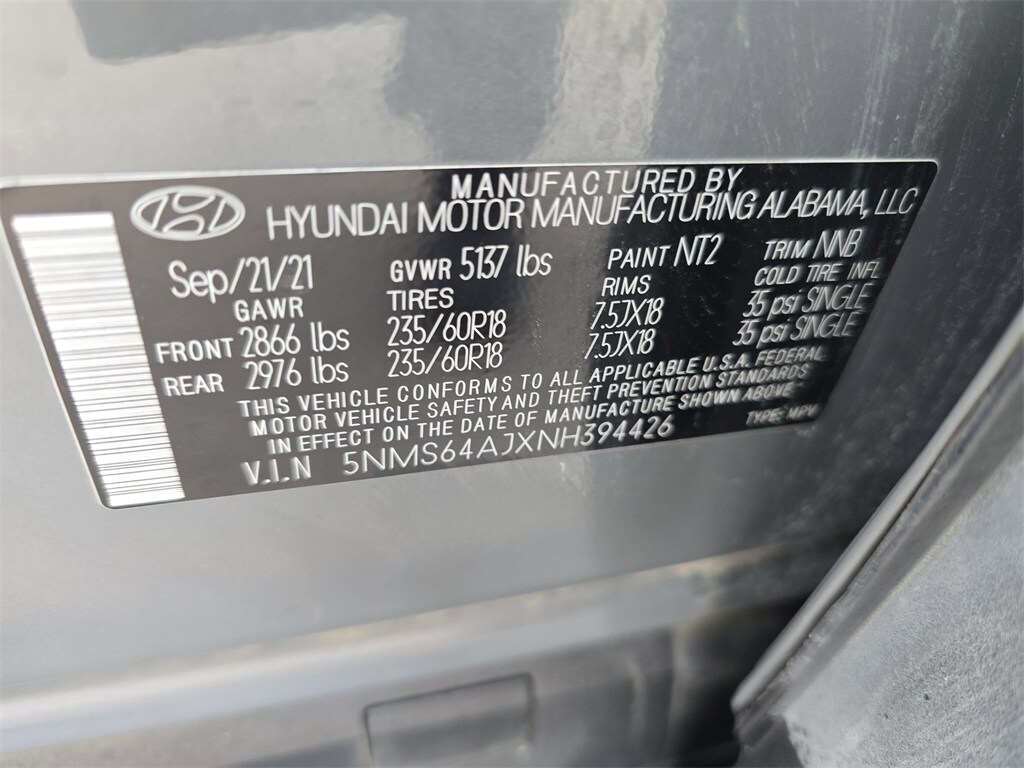 MANUFACTURED BY
HYUNDAI MOTOR MANUFACTURING ALABAMA, LLC
Sep/21/21 GVWR 5137 lbs PAINT NT2 TRIM NNB
GAWR TIRES RIMS COLD TIRE INFL
FRONT 2866 lbs 235/60R18 7.5JX18 35 psi SINGLE
REAR 2976 lbs 235/60R18 7.5JX18 35 psi SINGLE
THIS VEHICLE CONFORMS TO ALL APPLICABLE U.S.A. FEDERAL
MOTOR VEHICLE SAFETY AND THEFT PREVENTION STANDARDS
IN EFFECT ON THE DATE OF MANUFACTURE SHOWN ABOVE
V.I.N 5NMS64AJXNH394426 TYPE: MPV